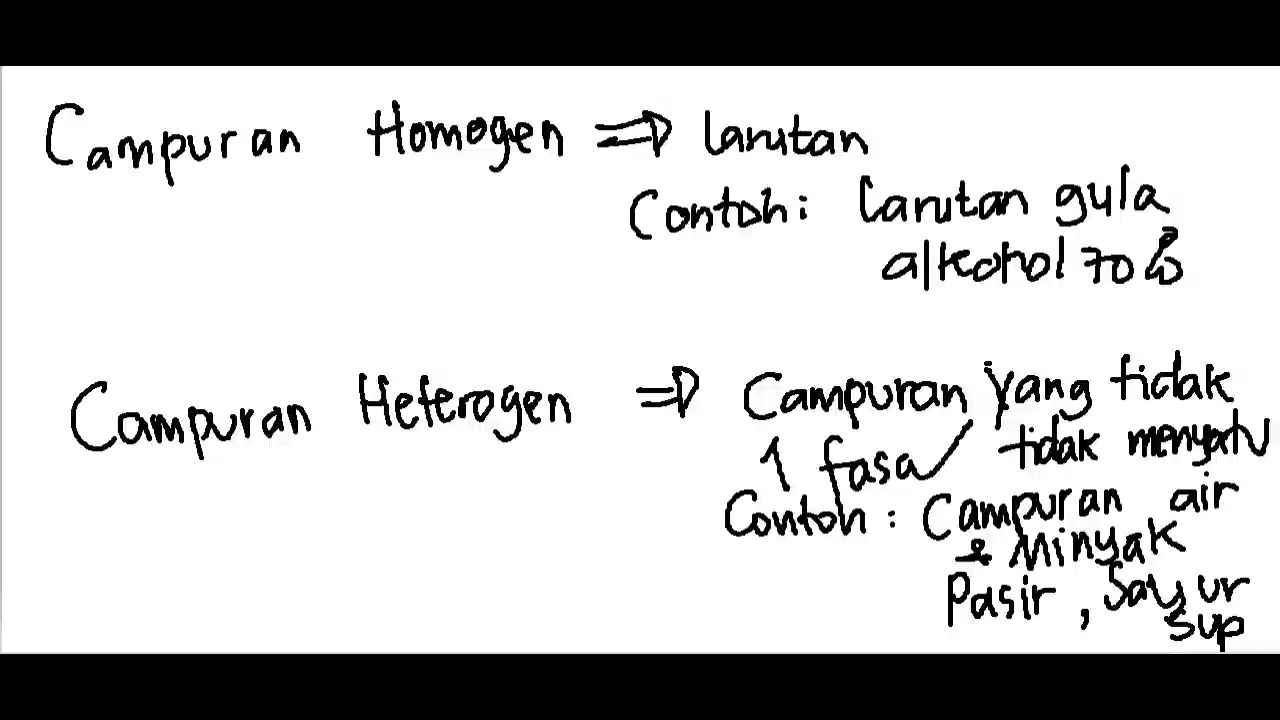 Campuran Homogen => larutan
Contoh: larutan gula
alkohol 70%
Campuran Heterogen => Campuran yang tidak
1 fasa / tidak menyatu
Contoh: Campuran air
& Minyak
Pasir, Sayur
sup